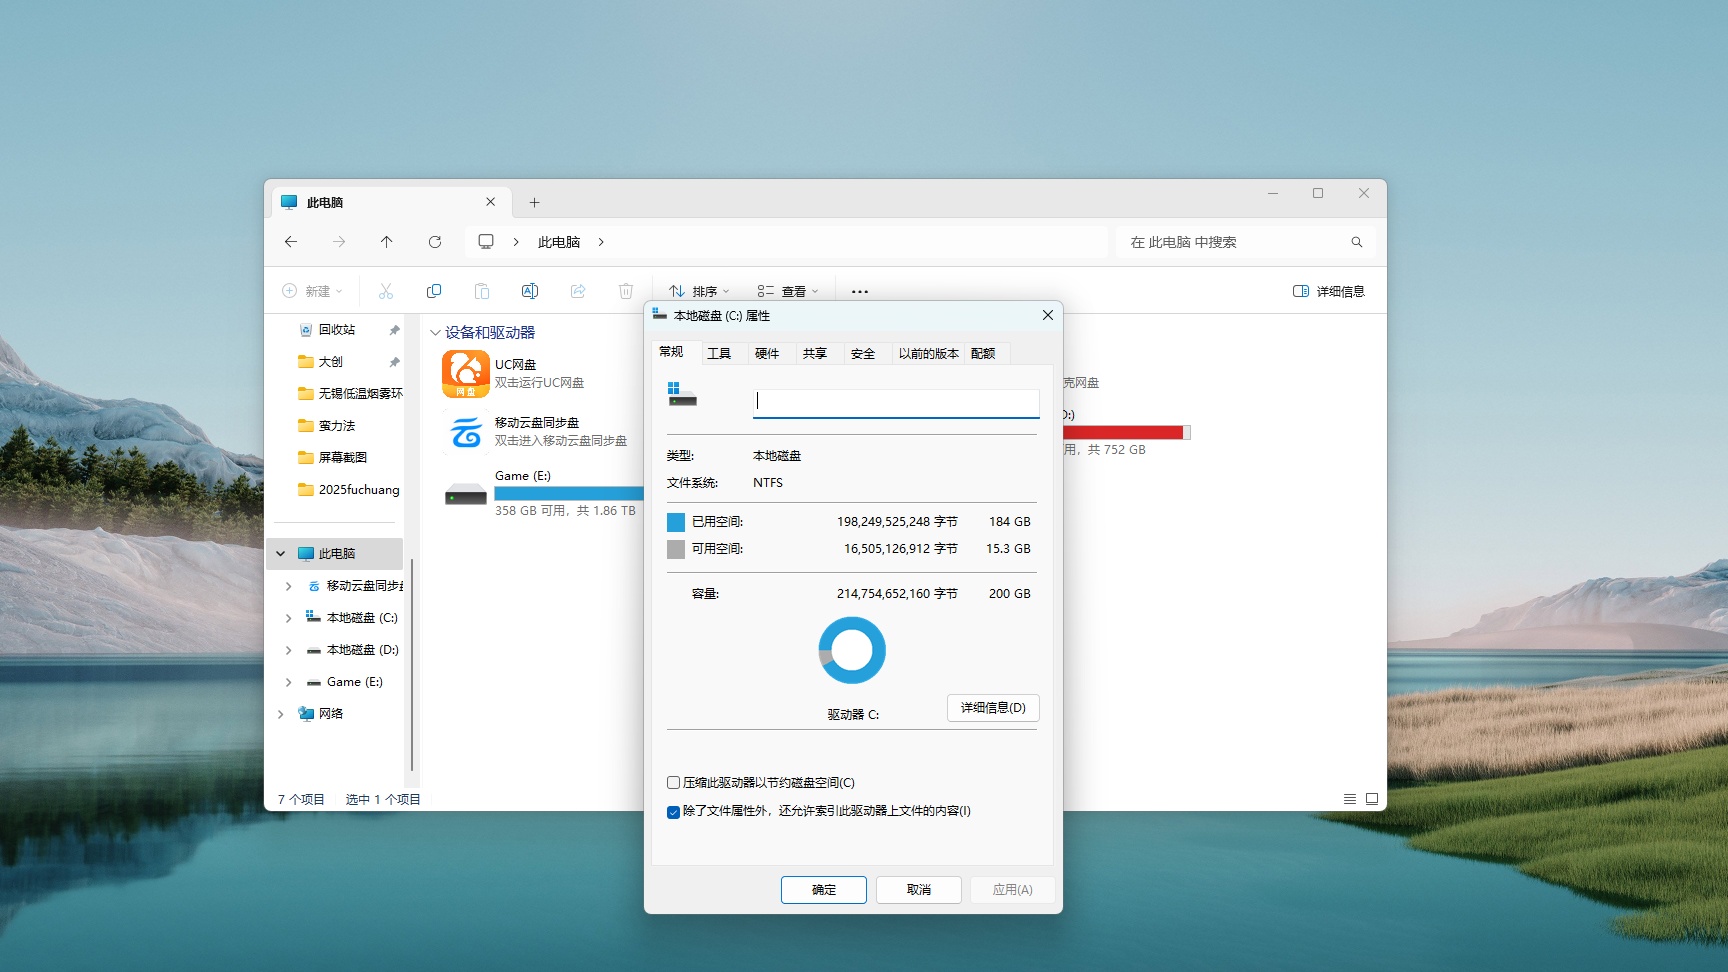 此电脑
此电脑
在 此电脑 中搜索
新建
排序
查看
详细信息
回收站
大创
无锡低温烟雾环
蛮力法
屏幕截图
2025fuchuang
此电脑
移动云盘同步
本地磁盘 (C:)
本地磁盘 (D:)
Game (E:)
网络
设备和驱动器
UC网盘
双击运行UC网盘
网盘
移动云盘同步盘
双击进入移动云盘同步盘
Game (E:)
358 GB 可用，共 1.86 TB
克网盘
D:)
用，共 752 GB
7 个项目
选中 1 个项目
本地磁盘 (C:) 属性
常规
工具
硬件
共享
安全
以前的版本
配额
类型:
本地磁盘
文件系统:
NTFS
已用空间:
198,249,525,248 字节
184 GB
可用空间:
16,505,126,912 字节
15.3 GB
容量:
214,754,652,160 字节
200 GB
驱动器 C:
详细信息(D)
压缩此驱动器以节约磁盘空间(C)
除了文件属性外，还允许索引此驱动器上文件的内容(I)
确定
取消
应用(A)